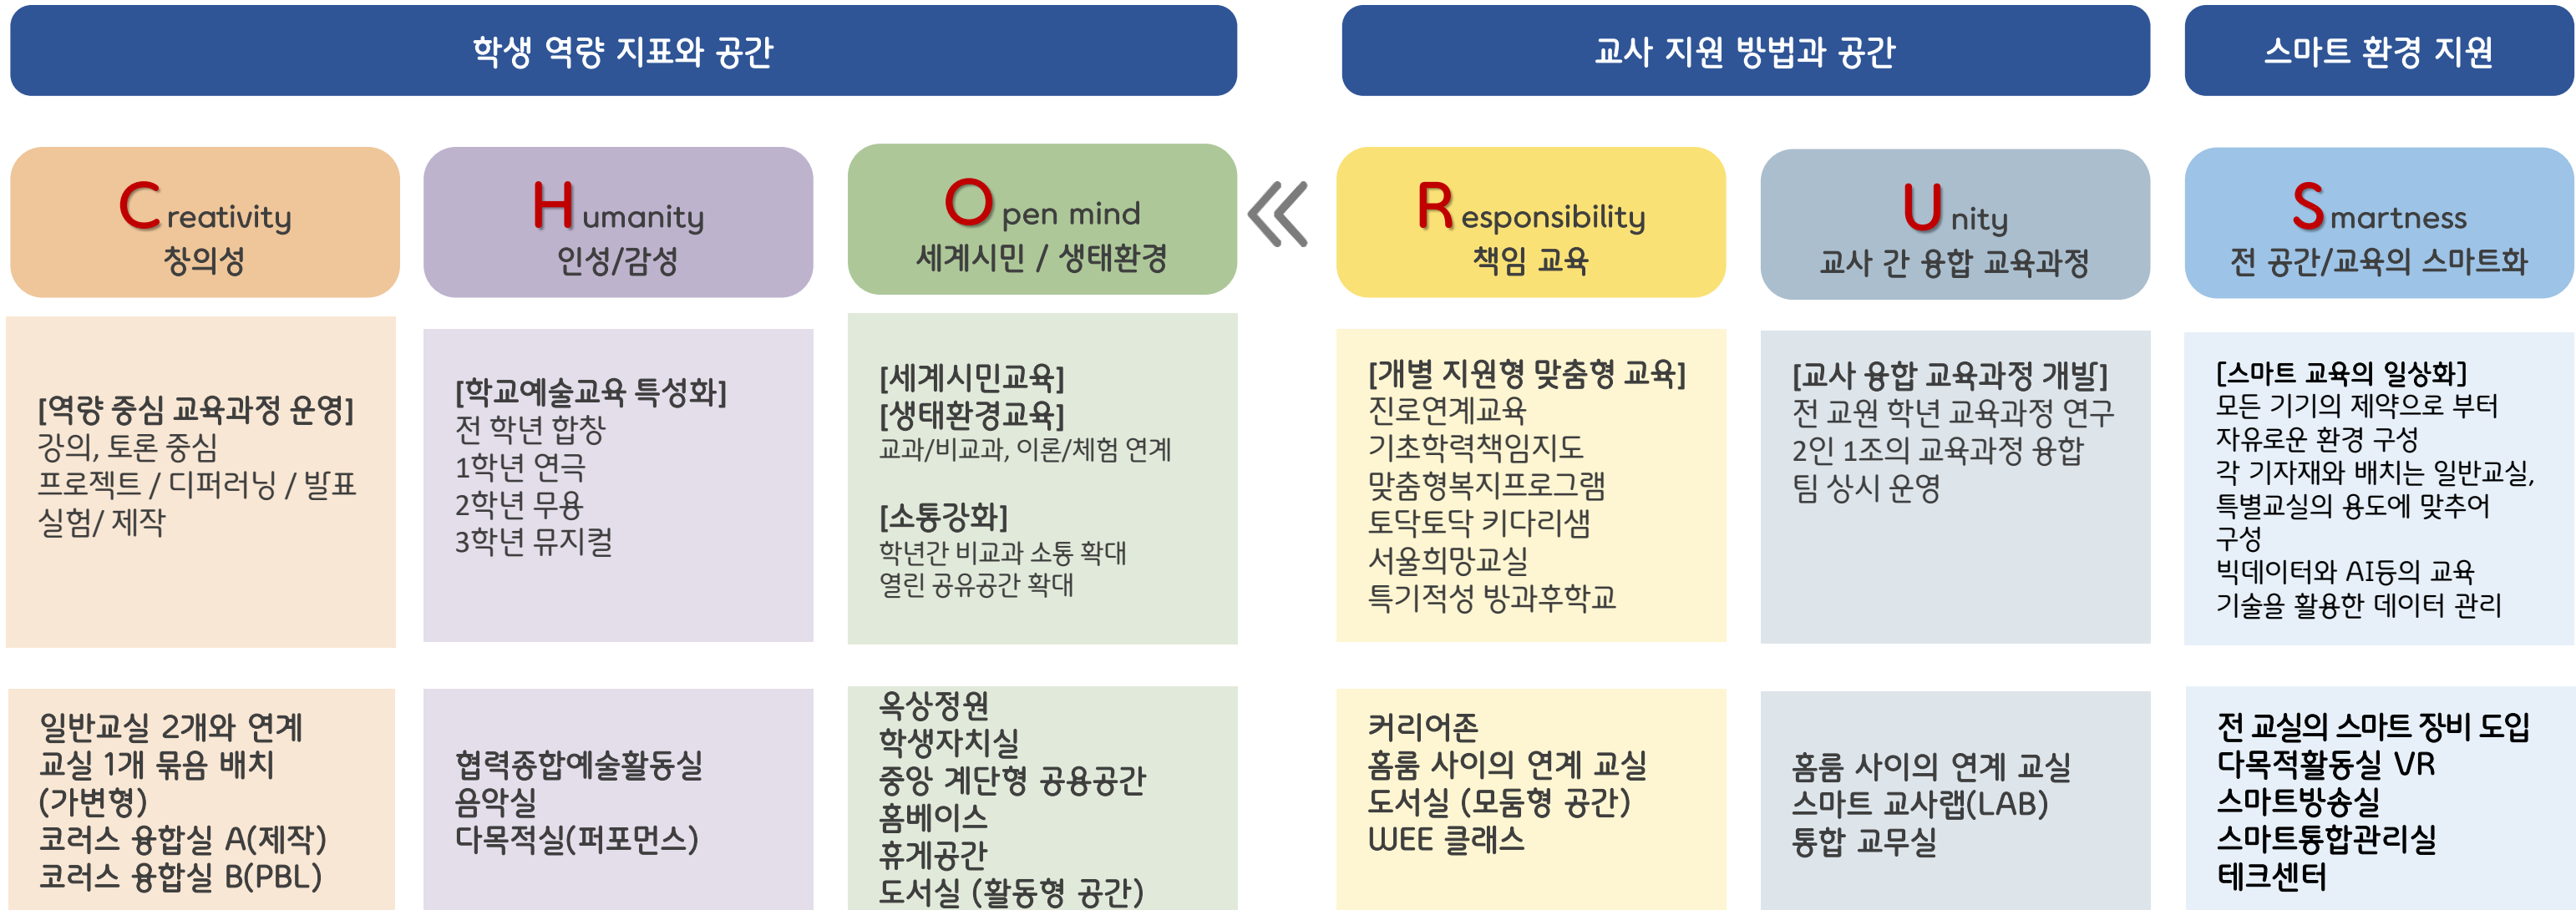 학생 역량 지표와 공간
교사 지원 방법과 공간
스마트 환경 지원
Creativity
창의성
Humanity
인성/감성
Open mind
세계시민 / 생태환경
Responsibility
책임 교육
Unity
교사 간 융합 교육과정
Smartness
전 공간/교육의 스마트화
[역량 중심 교육과정 운영]
강의, 토론 중심
프로젝트 / 디퍼러닝 / 발표
실험/ 제작
[학교예술교육 특성화]
전 학년 합창
1학년 연극
2학년 무용
3학년 뮤지컬
[세계시민교육]
[생태환경교육]
교과/비교과, 이론/체험 연계
[소통강화]
학년간 비교과 소통 확대
열린 공유공간 확대
[개별 지원형 맞춤형 교육]
진로연계교육
기초학력책임지도
맞춤형복지프로그램
토닥토닥 키다리샘
서울희망교실
특기적성 방과후학교
[교사 융합 교육과정 개발]
전 교원 학년 교육과정 연구
2인 1조의 교육과정 융합
팀 상시 운영
[스마트 교육의 일상화]
모든 기기의 제약으로 부터
자유로운 환경 구성
각 기자재와 배치는 일반교실,
특별교실의 용도에 맞추어
구성
빅데이터와 AI등의 교육
기술을 활용한 데이터 관리
일반교실 2개와 연계
교실 1개 묶음 배치
(가변형)
코러스 융합실 A(제작)
코러스 융합실 B(PBL)
협력종합예술활동실
음악실
다목적실(퍼포먼스)
옥상정원
학생자치실
중앙 계단형 공용공간
홈베이스
휴게공간
도서실 (활동형 공간)
커리어존
홈룸 사이의 연계 교실
도서실 (모둠형 공간)
WEE 클래스
홈룸 사이의 연계 교실
스마트 교사랩(LAB)
통합 교무실
전 교실의 스마트 장비 도입
다목적활동실 VR
스마트방송실
스마트통합관리실
테크센터